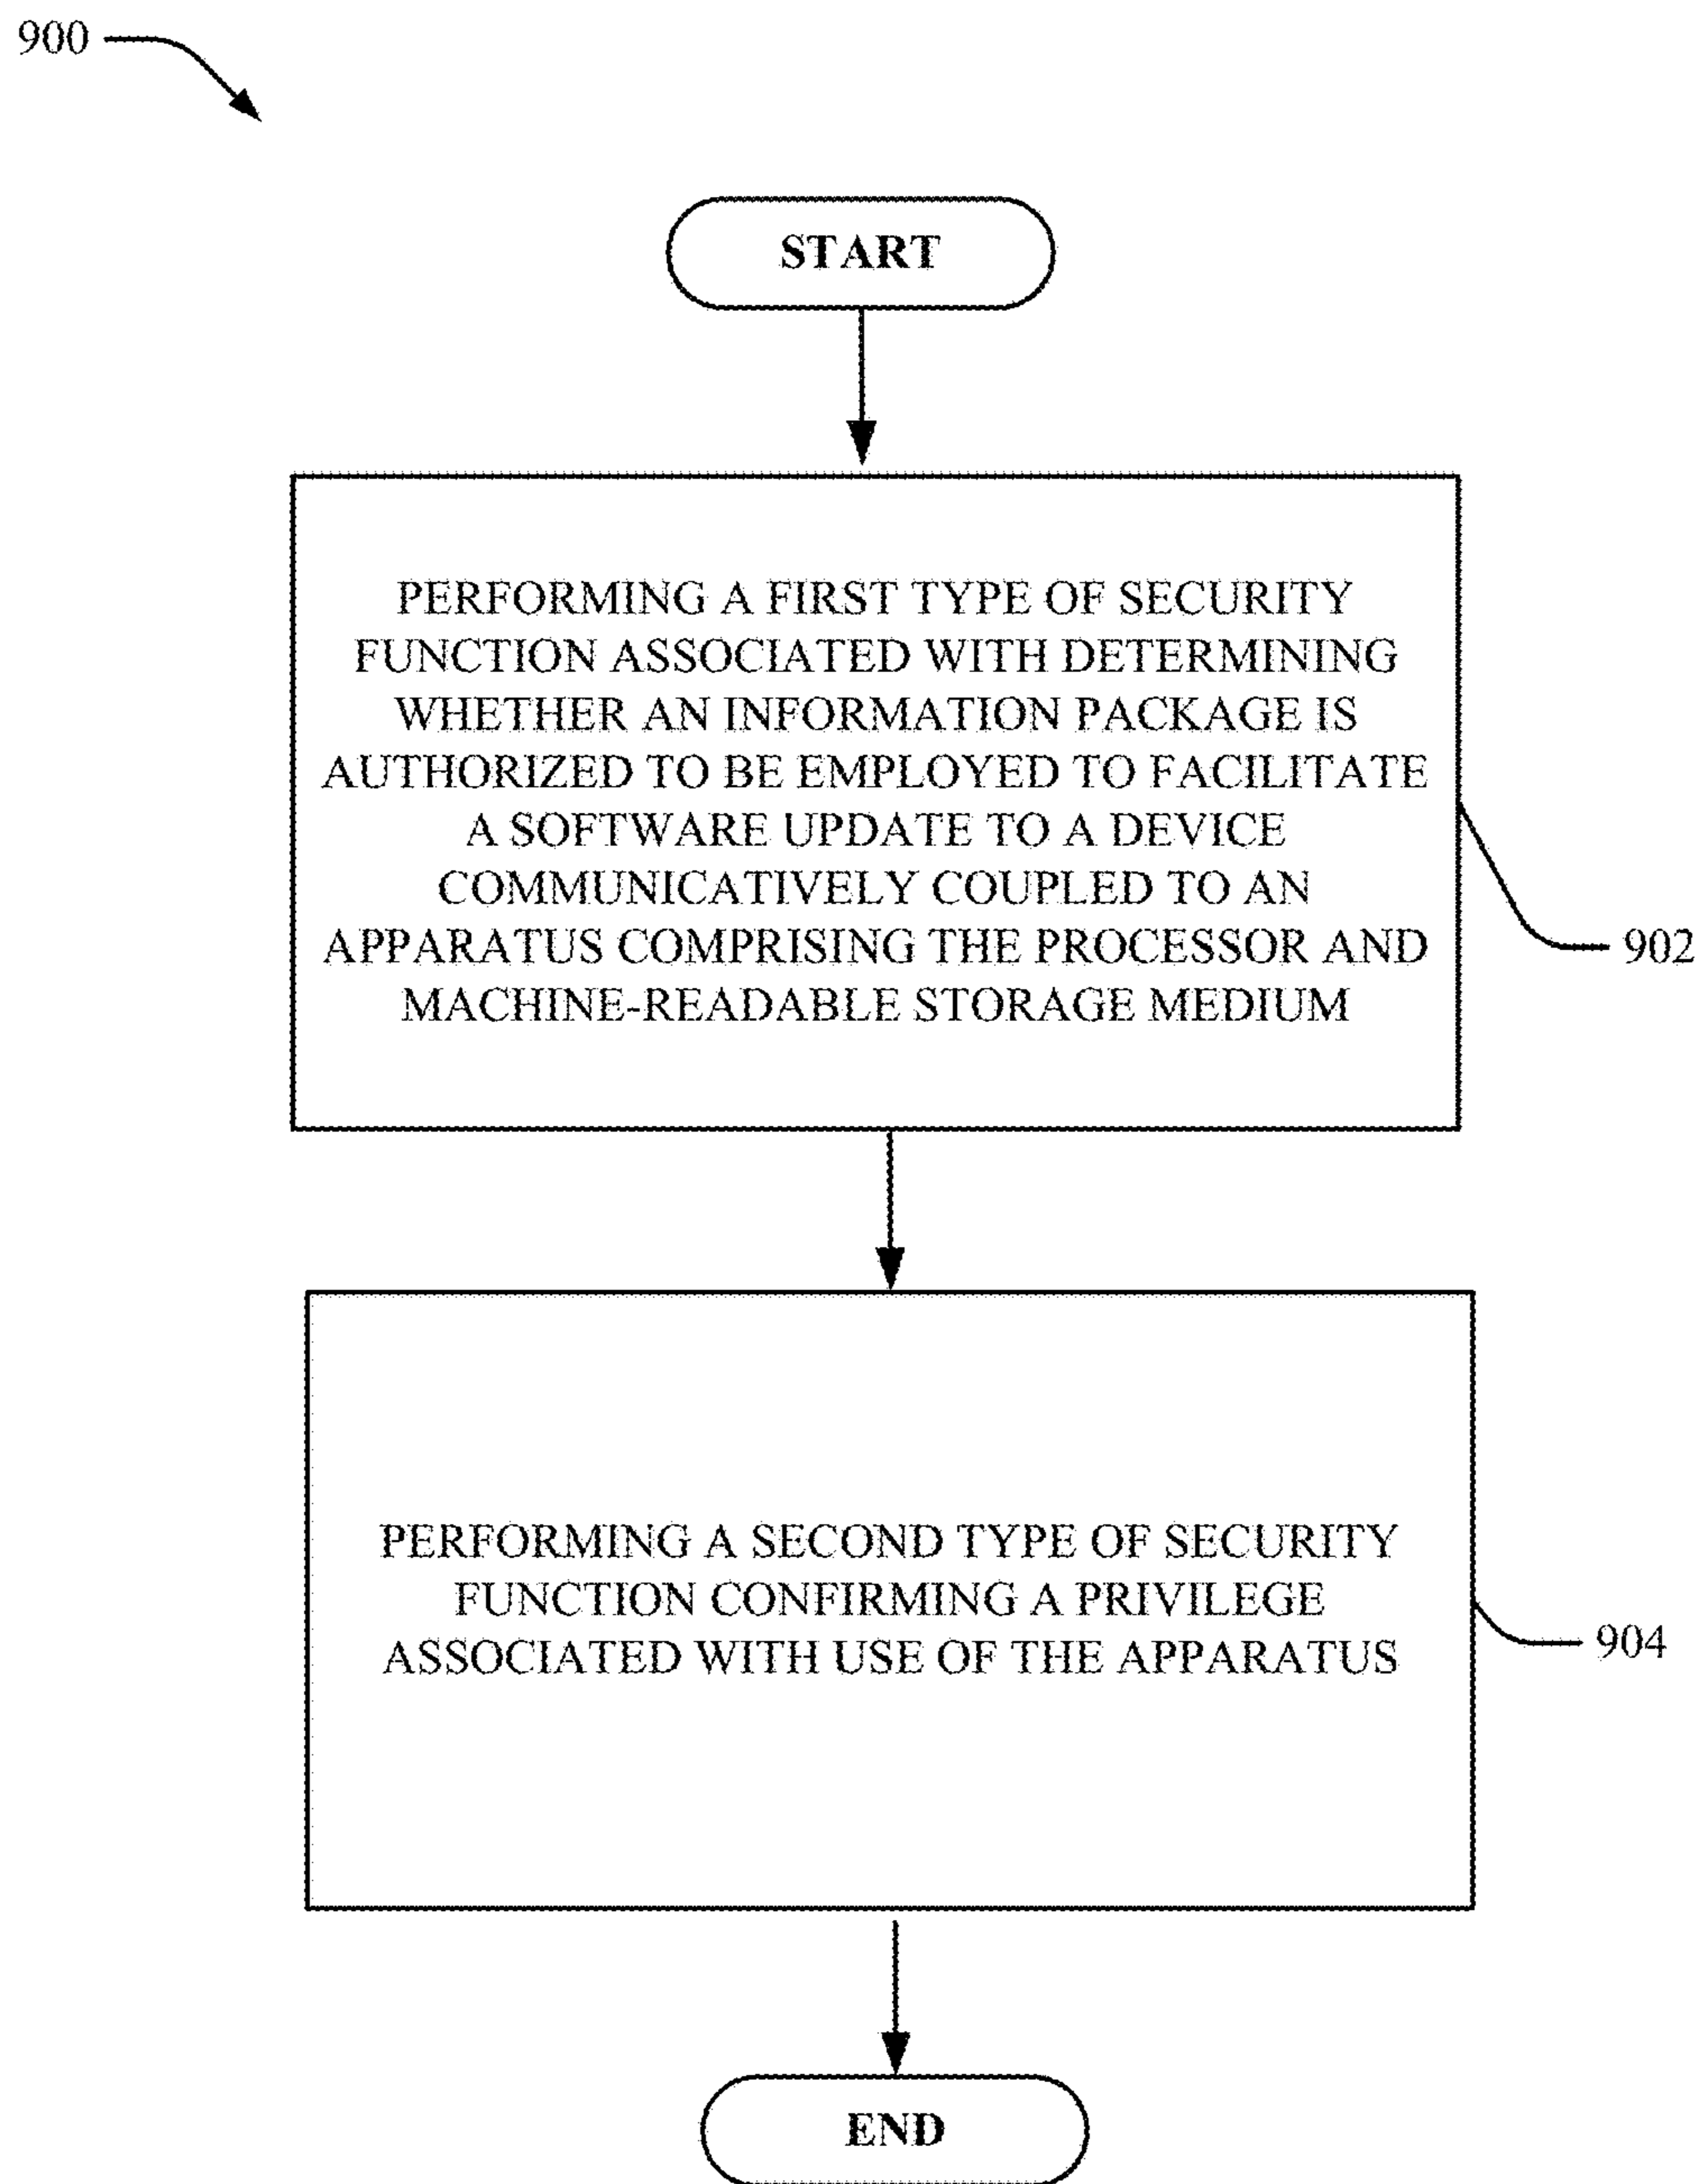 900
START
PERFORMING A FIRST TYPE OF SECURITY
FUNCTION ASSOCIATED WITH DETERMINING
WHETHER AN INFORMATION PACKAGE IS
AUTHORIZED TO BE EMPLOYED TO FACILITATE
A SOFTWARE UPDATE TO A DEVICE
COMMUNICATIVELY COUPLED TO AN
APPARATUS COMPRISING THE PROCESSOR AND
MACHINE-READABLE STORAGE MEDIUM
902
PERFORMING A SECOND TYPE OF SECURITY
FUNCTION CONFIRMING A PRIVILEGE
ASSOCIATED WITH USE OF THE APPARATUS
904
END